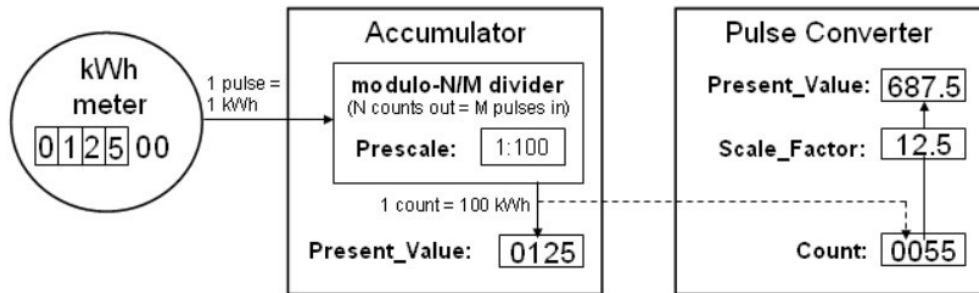 kWh
meter
0125 00
1 pulse =
1 kWh
Accumulator
modulo-N/M divider
(N counts out = M pulses in)
Prescale: 1:100
1 count = 100 kWh
Present_Value: 0125
Pulse Converter
Present_Value: 687.5
Scale_Factor: 12.5
Count: 0055